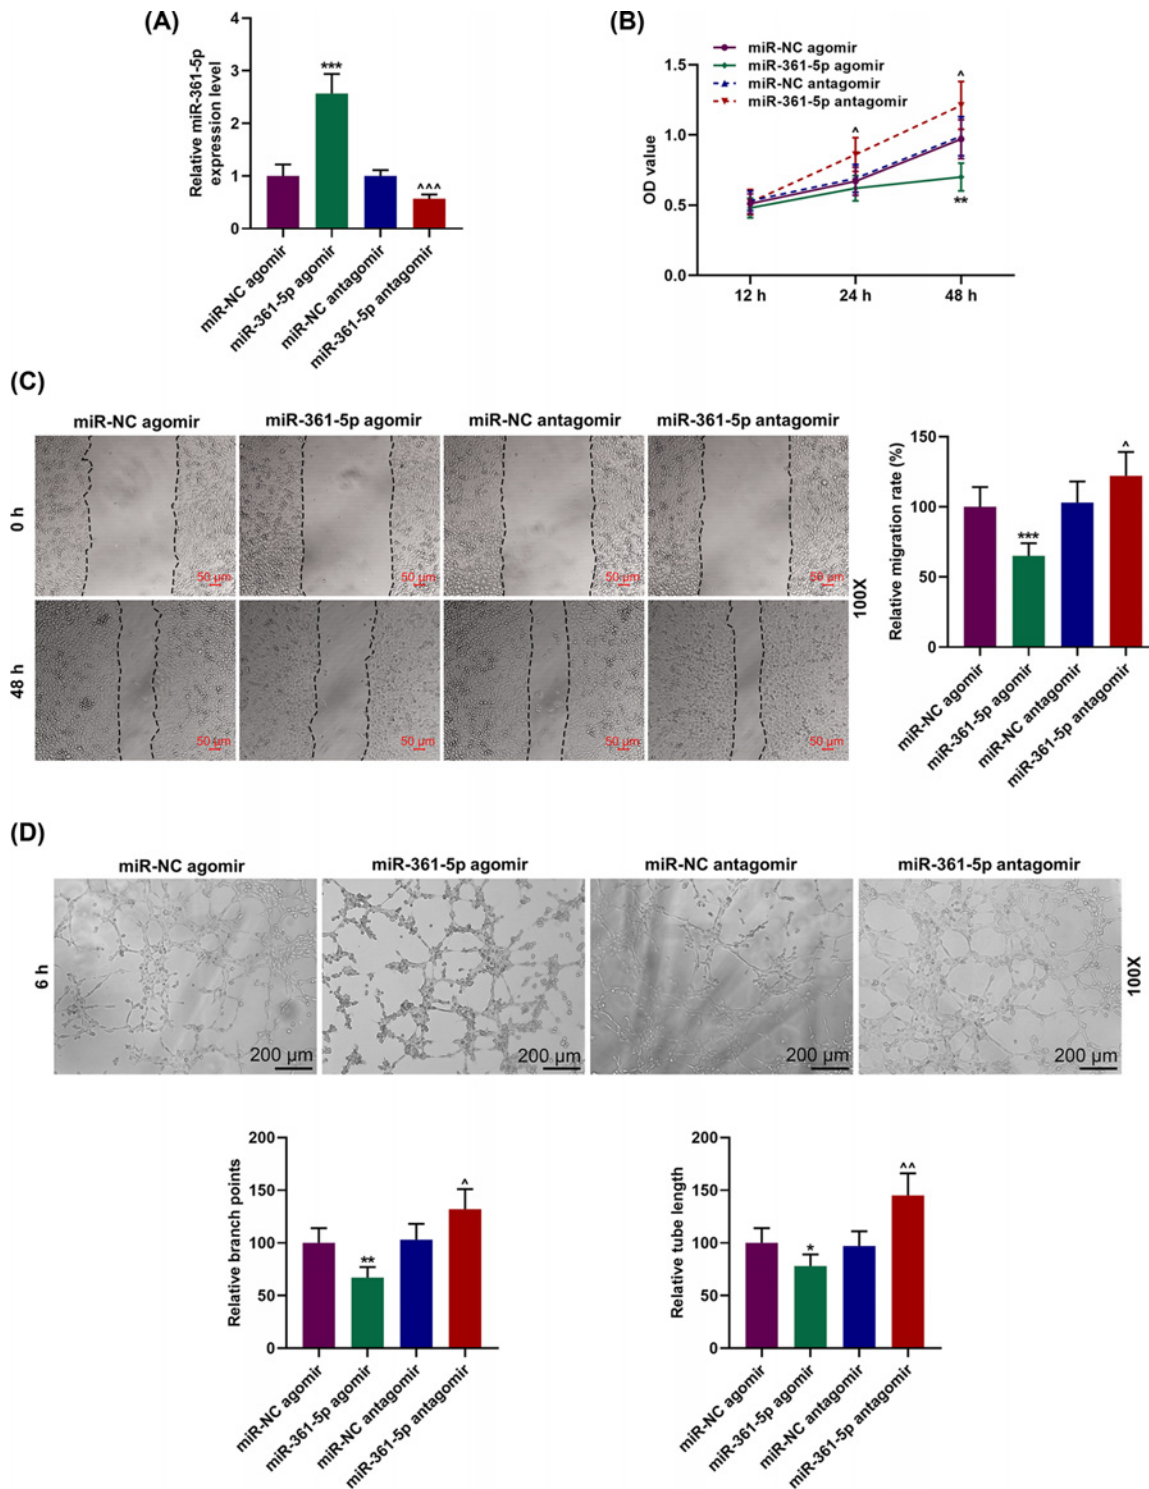 (A)
Relative miR-361-5p
expression level
4
3
2
1
0
***
^^^
miR-NC agomir
miR-361-5p agomir
miR-NC antagomir
miR-361-5p antagomir
(B)
miR-NC agomir
miR-361-5p agomir
miR-NC antagomir
miR-361-5p antagomir
OD value
1.5
1.0
0.5
0.0
^
^
**
12 h
24 h
48 h
(C)
miR-NC agomir
miR-361-5p agomir
miR-NC antagomir
miR-361-5p antagomir
0 h
50 µm
50 µm
50 µm
50 µm
48 h
50 µm
50 µm
50 µm
50 µm
100X
Relative migration rate (%)
150
100
50
0
***
^
miR-NC agomir
miR-361-5p agomir
miR-NC antagomir
miR-361-5p antagomir
(D)
miR-NC agomir
miR-361-5p agomir
miR-NC antagomir
miR-361-5p antagomir
6 h
200 µm
200 µm
200 µm
200 µm
100X
Relative branch points
200
150
100
50
0
**
^
miR-NC agomir
miR-361-5p agomir
miR-NC antagomir
miR-361-5p antagomir
Relative tube length
200
150
100
50
0
*
^^
miR-NC agomir
miR-361-5p agomir
miR-NC antagomir
miR-361-5p antagomir